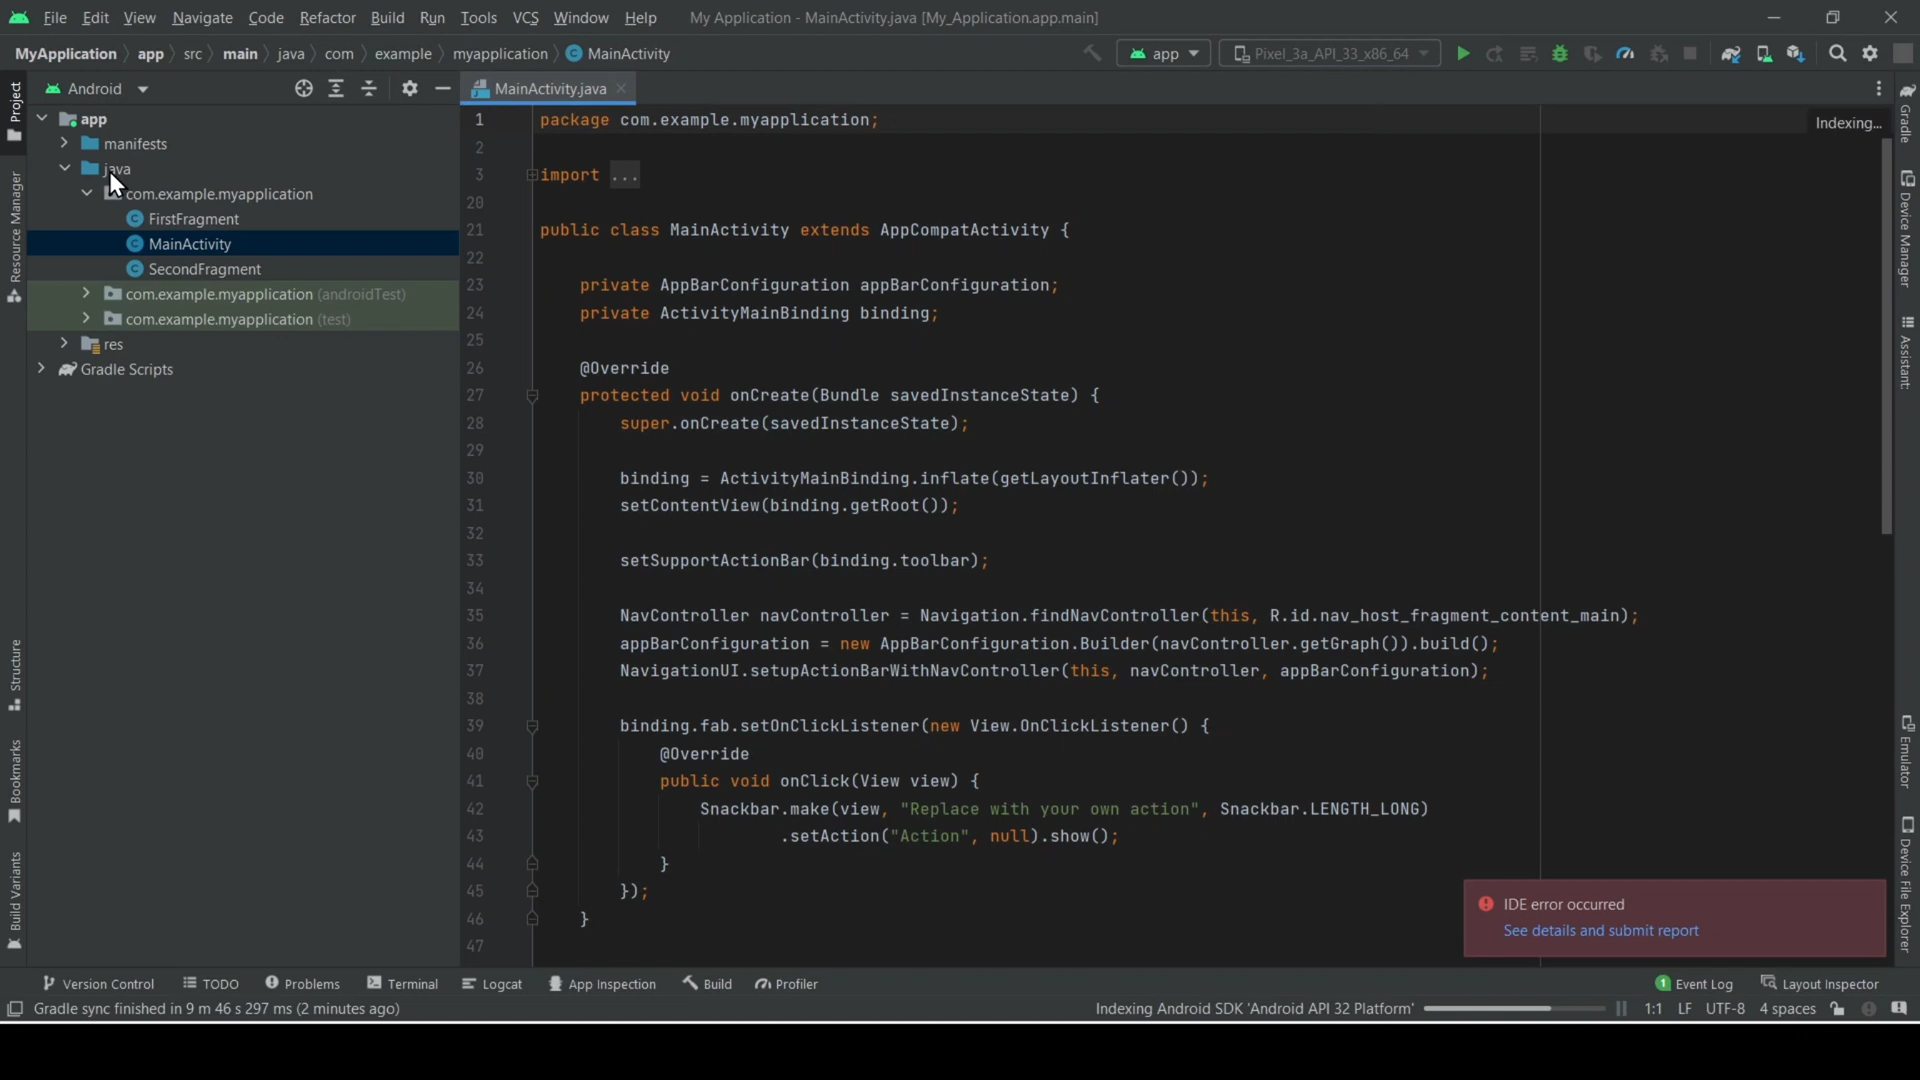 File Edit View Navigate Code Refactor Build Run Tools VCS Window Help My Application - MainActivity.java [My_Application.app.main]
MyApplication app src main java com example myapplication MainActivity app Pixel_3a_API_33_x86_64
Android
MainActivity.java
Project
Resource Manager
Structure
Bookmarks
Build Variants
app
manifests
java
com.example.myapplication
FirstFragment
MainActivity
SecondFragment
com.example.myapplication (androidTest)
com.example.myapplication (test)
res
Gradle Scripts
1 package com.example.myapplication;
2
3 import ...
20
21 public class MainActivity extends AppCompatActivity {
22
23 private AppBarConfiguration appBarConfiguration;
24 private ActivityMainBinding binding;
25
26 @Override
27 protected void onCreate(Bundle savedInstanceState) {
28 super.onCreate(savedInstanceState);
29
30 binding = ActivityMainBinding.inflate(getLayoutInflater());
31 setContentView(binding.getRoot());
32
33 setSupportActionBar(binding.toolbar);
34
35 NavController navController = Navigation.findNavController(this, R.id.nav_host_fragment_content_main);
36 appBarConfiguration = new AppBarConfiguration.Builder(navController.getGraph()).build();
37 NavigationUI.setupActionBarWithNavController(this, navController, appBarConfiguration);
38
39 binding.fab.setOnClickListener(new View.OnClickListener() {
40 @Override
41 public void onClick(View view) {
42 Snackbar.make(view, "Replace with your own action", Snackbar.LENGTH_LONG)
43 .setAction("Action", null).show();
44 }
45 });
46 }
47
Indexing...
Gradle
Device Manager
Assistant:
Emulator
Device File Explorer
IDE error occurred
See details and submit report
Version Control TODO Problems Terminal Logcat App Inspection Build Profiler 1 Event Log Layout Inspector
Gradle sync finished in 9 m 46 s 297 ms (2 minutes ago) Indexing Android SDK 'Android API 32 Platform' 1:1 LF UTF-8 4 spaces